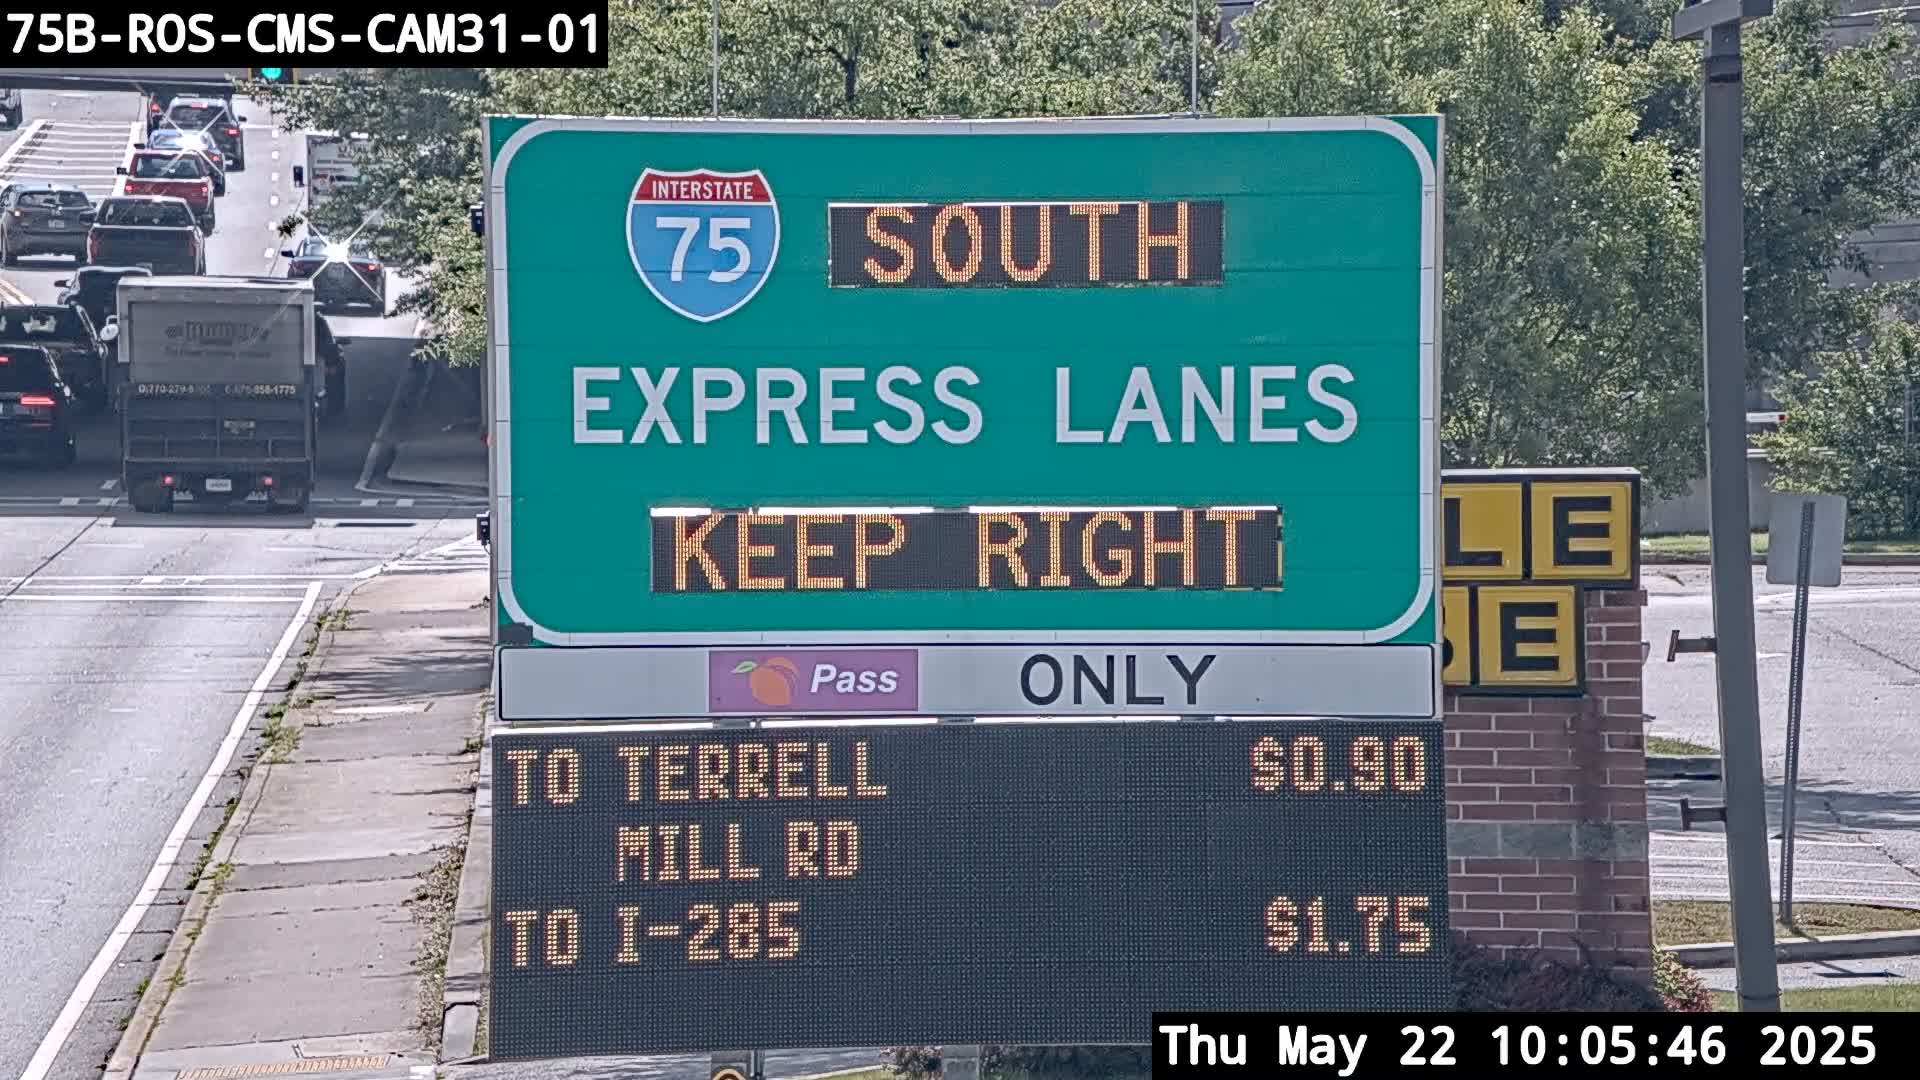 75B-ROS-CMS-CAM31-01
INTERSTATE
75
SOUTH
EXPRESS LANES
KEEP RIGHT
Pass ONLY
TO TERRELL $0.90
MILL RD
TO I-285 $1.75
LE
E
Thu May 22 10:05:46 2025